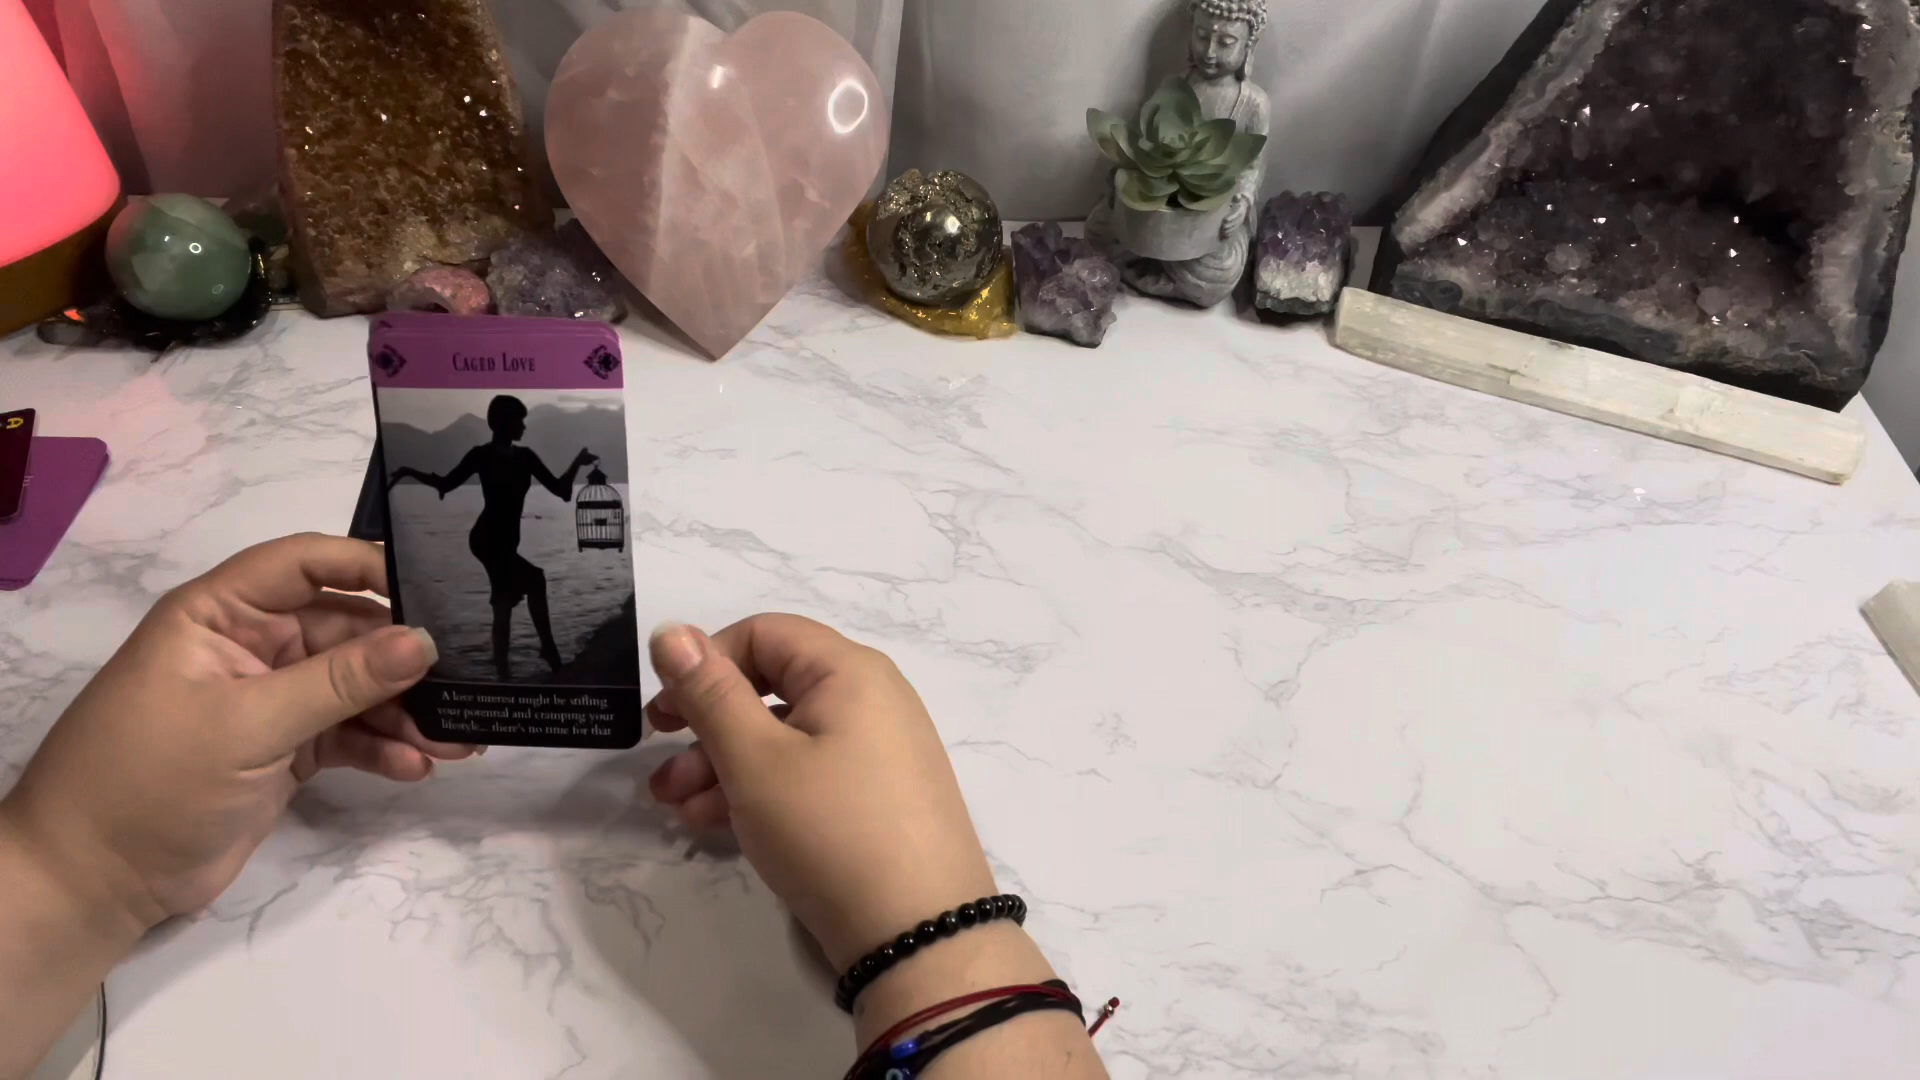 Caged Love
A love interest might be stifling
your potential and cramping your
lifestyle... there's no time for that
A